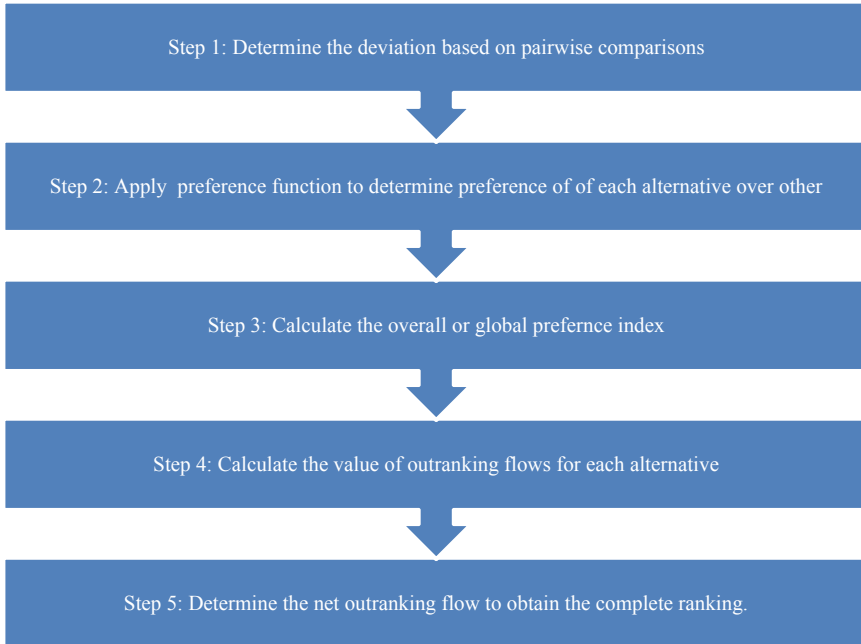 Step 1: Determine the deviation based on pairwise comparisons
Step 2: Apply  preference function to determine preference of of each alternative over other
Step 3: Calculate the overall or global prefernce index
Step 4: Calculate the value of outranking flows for each alternative
Step 5: Determine the net outranking flow to obtain the complete ranking.